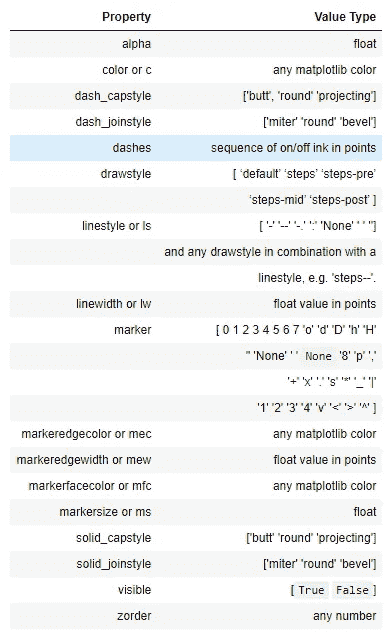 Property Value Type
alpha float
color or c any matplotlib color
dash_capstyle ['butt', 'round' 'projecting']
dash_joinstyle ['miter' 'round' 'bevel']
dashes sequence of on/off ink in points
drawstyle [ ‘default’ ‘steps’ ‘steps-pre’
‘steps-mid’ ‘steps-post’ ]
linestyle or ls [ '-' '--' '-.' ':' 'None' ' ' '']
and any drawstyle in combination with a
linestyle, e.g. 'steps--'.
linewidth or lw float value in points
marker [ 0 1 2 3 4 5 6 7 'o' 'd' 'D' 'h' 'H'
'' 'None' ' ' None '8' 'p' ','
'+' 'x' '.' 's' '*' '_' '|'
'1' '2' '3' '4' 'v' '<' '>' '^' ]
markeredgecolor or mec any matplotlib color
markeredgewidth or mew float value in points
markerfacecolor or mfc any matplotlib color
markersize or ms float
solid_capstyle ['butt' 'round' 'projecting']
solid_joinstyle ['miter' 'round' 'bevel']
visible [ True False ]
zorder any number